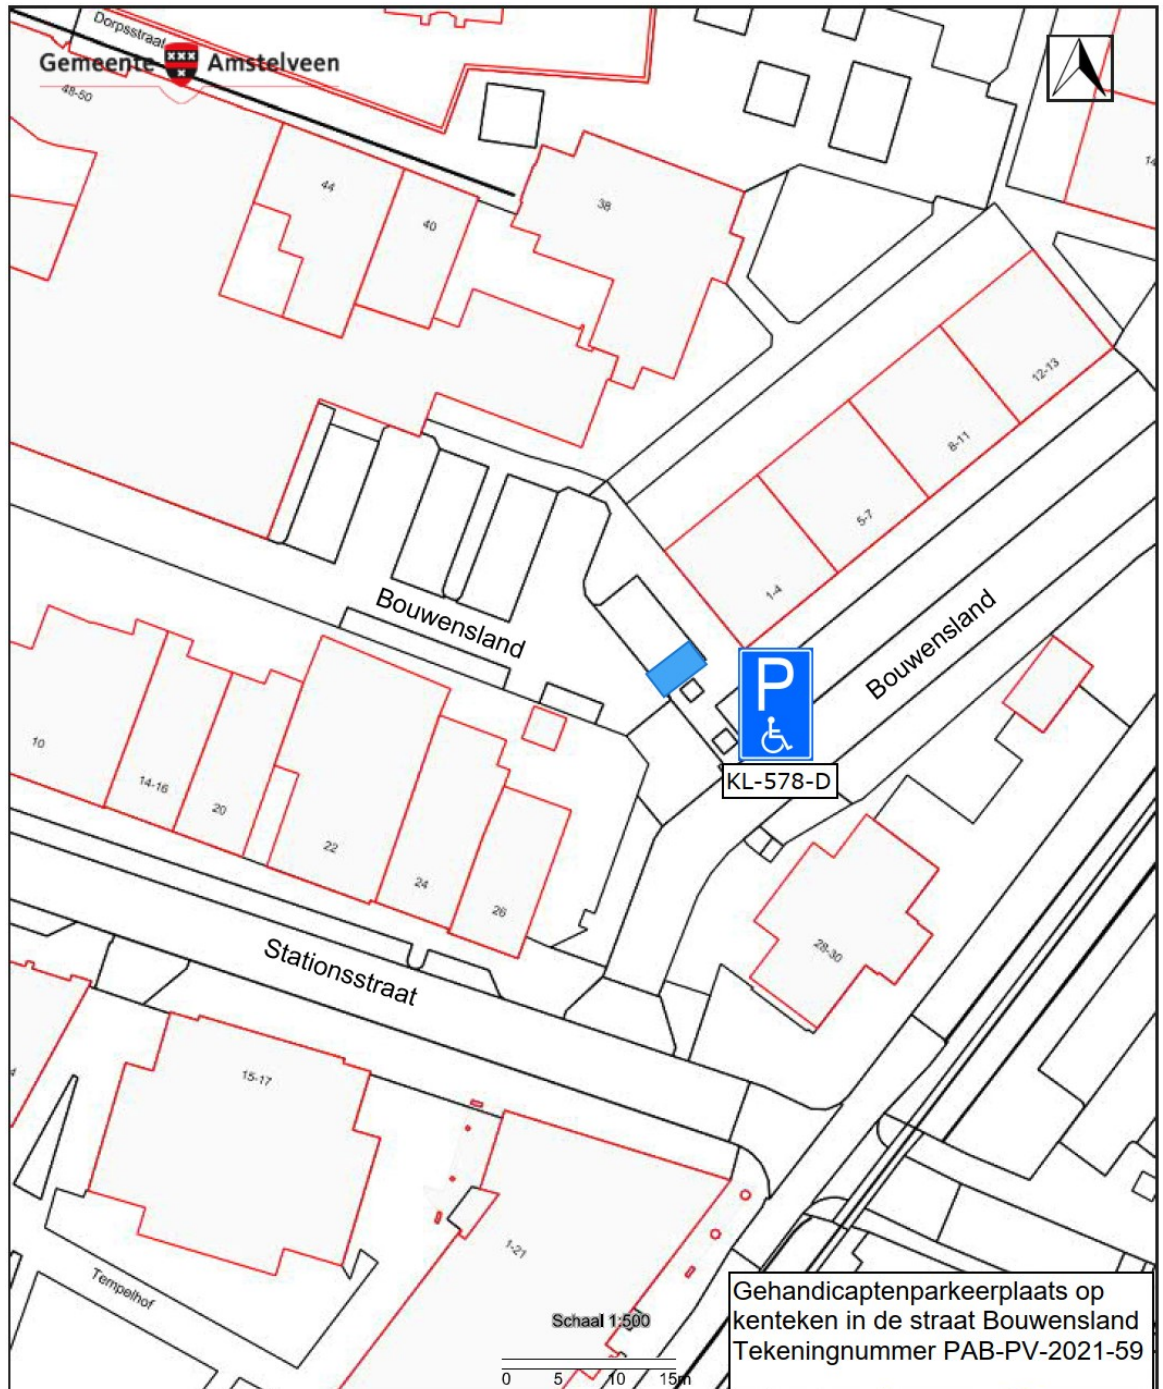 Dorpsstraat
Gemeente Amstelveen
48-50
44
40
38
14
12-13
8-11
5-7
1-4
Bouwensland
Bouwensland
P
KL-578-D
10
14-16
20
22
24
26
28-30
Stationsstraat
4
15-17
1-21
Tempelhof
Schaal 1:500
0 5 10 15m
Gehandicaptenparkeerplaats op
kenteken in de straat Bouwensland
Tekeningnummer PAB-PV-2021-59